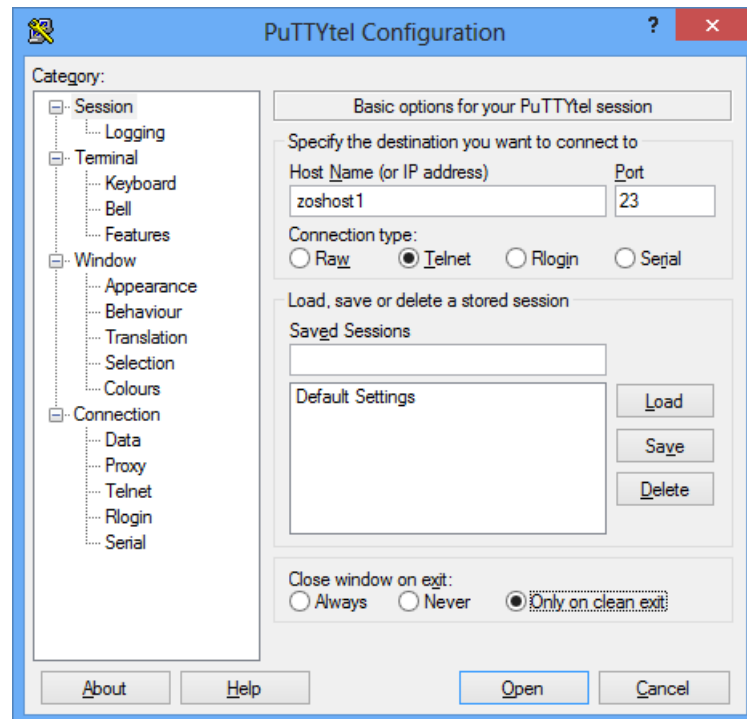 PuTTYtel Configuration
?
Category:
Session
Logging
Terminal
Keyboard
Bell
Features
Window
Appearance
Behaviour
Translation
Selection
Colours
Connection
Data
Proxy
Telnet
Rlogin
Serial
Basic options for your PuTTYtel session
Specify the destination you want to connect to
Host Name (or IP address) Port
zoshost1 23
Connection type:
Raw Telnet Rlogin Serial
Load, save or delete a stored session
Saved Sessions
Default Settings
Load
Save
Delete
Close window on exit:
Always Never Only on clean exit
About Help Open Cancel